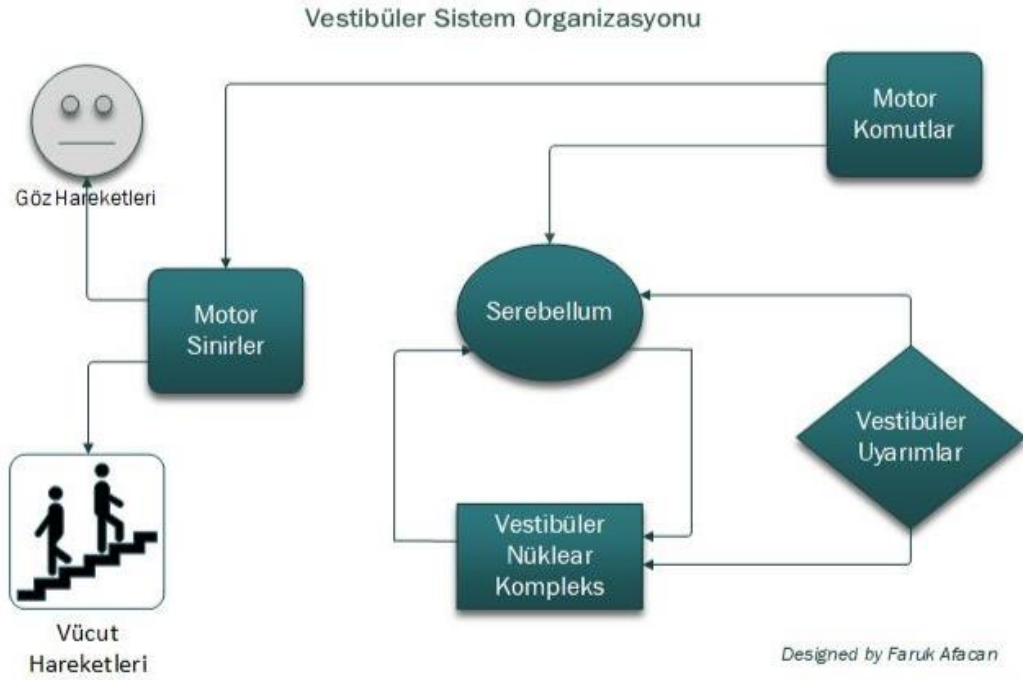 Vestibüler Sistem Organizasyonu
Motor
Komutlar
Göz Hareketleri
Motor
Sinirler
Serebellum
Vestibüler
Uyarımlar
Vestibüler
Nüklear
Kompleks
Vücut
Hareketleri
Designed by Faruk Afacan